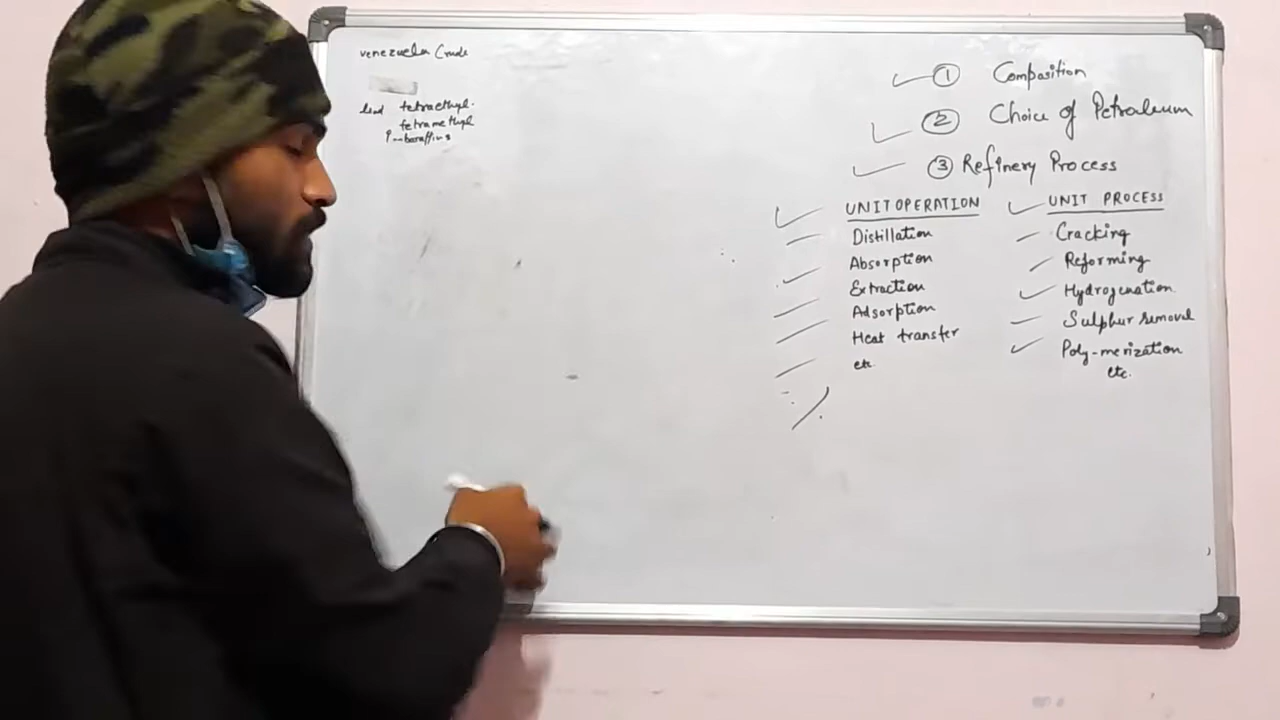 venezuela Crude
lead tetraethyl.
tetramethyl
① Composition
② Choice of Petroleum
③ Refinery Process
UNIT OPERATION
Distillation
Absorption
Extraction
Adsorption
Heat transfer
etc.
UNIT PROCESS
Cracking
Reforming
Hydrogenation.
Sulphur removal
Poly-merization
etc.